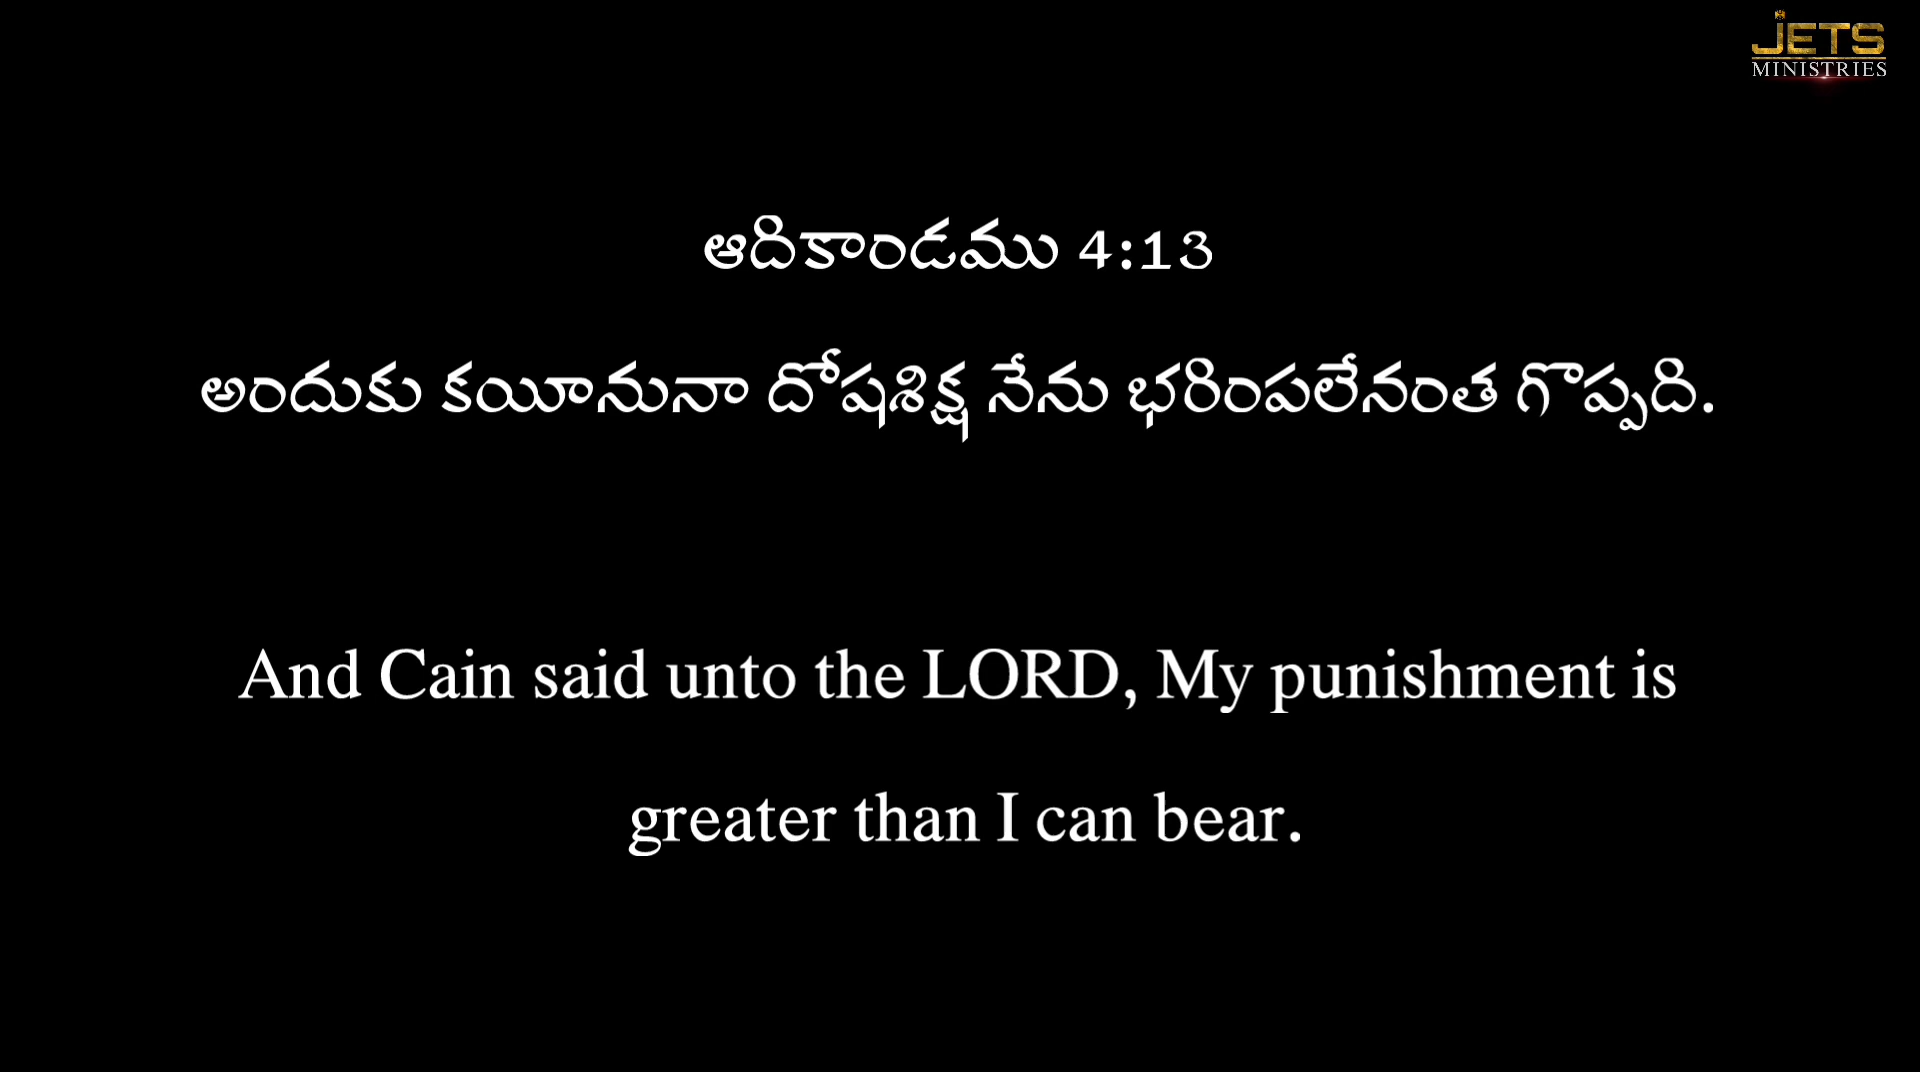 JETS
MINISTRIES
ఆదికాండము 4:13
అందుకు కయీనునా దోషశిక్ష నేను భరింపలేనంత గొప్పది.
And Cain said unto the LORD, My punishment is
greater than I can bear.